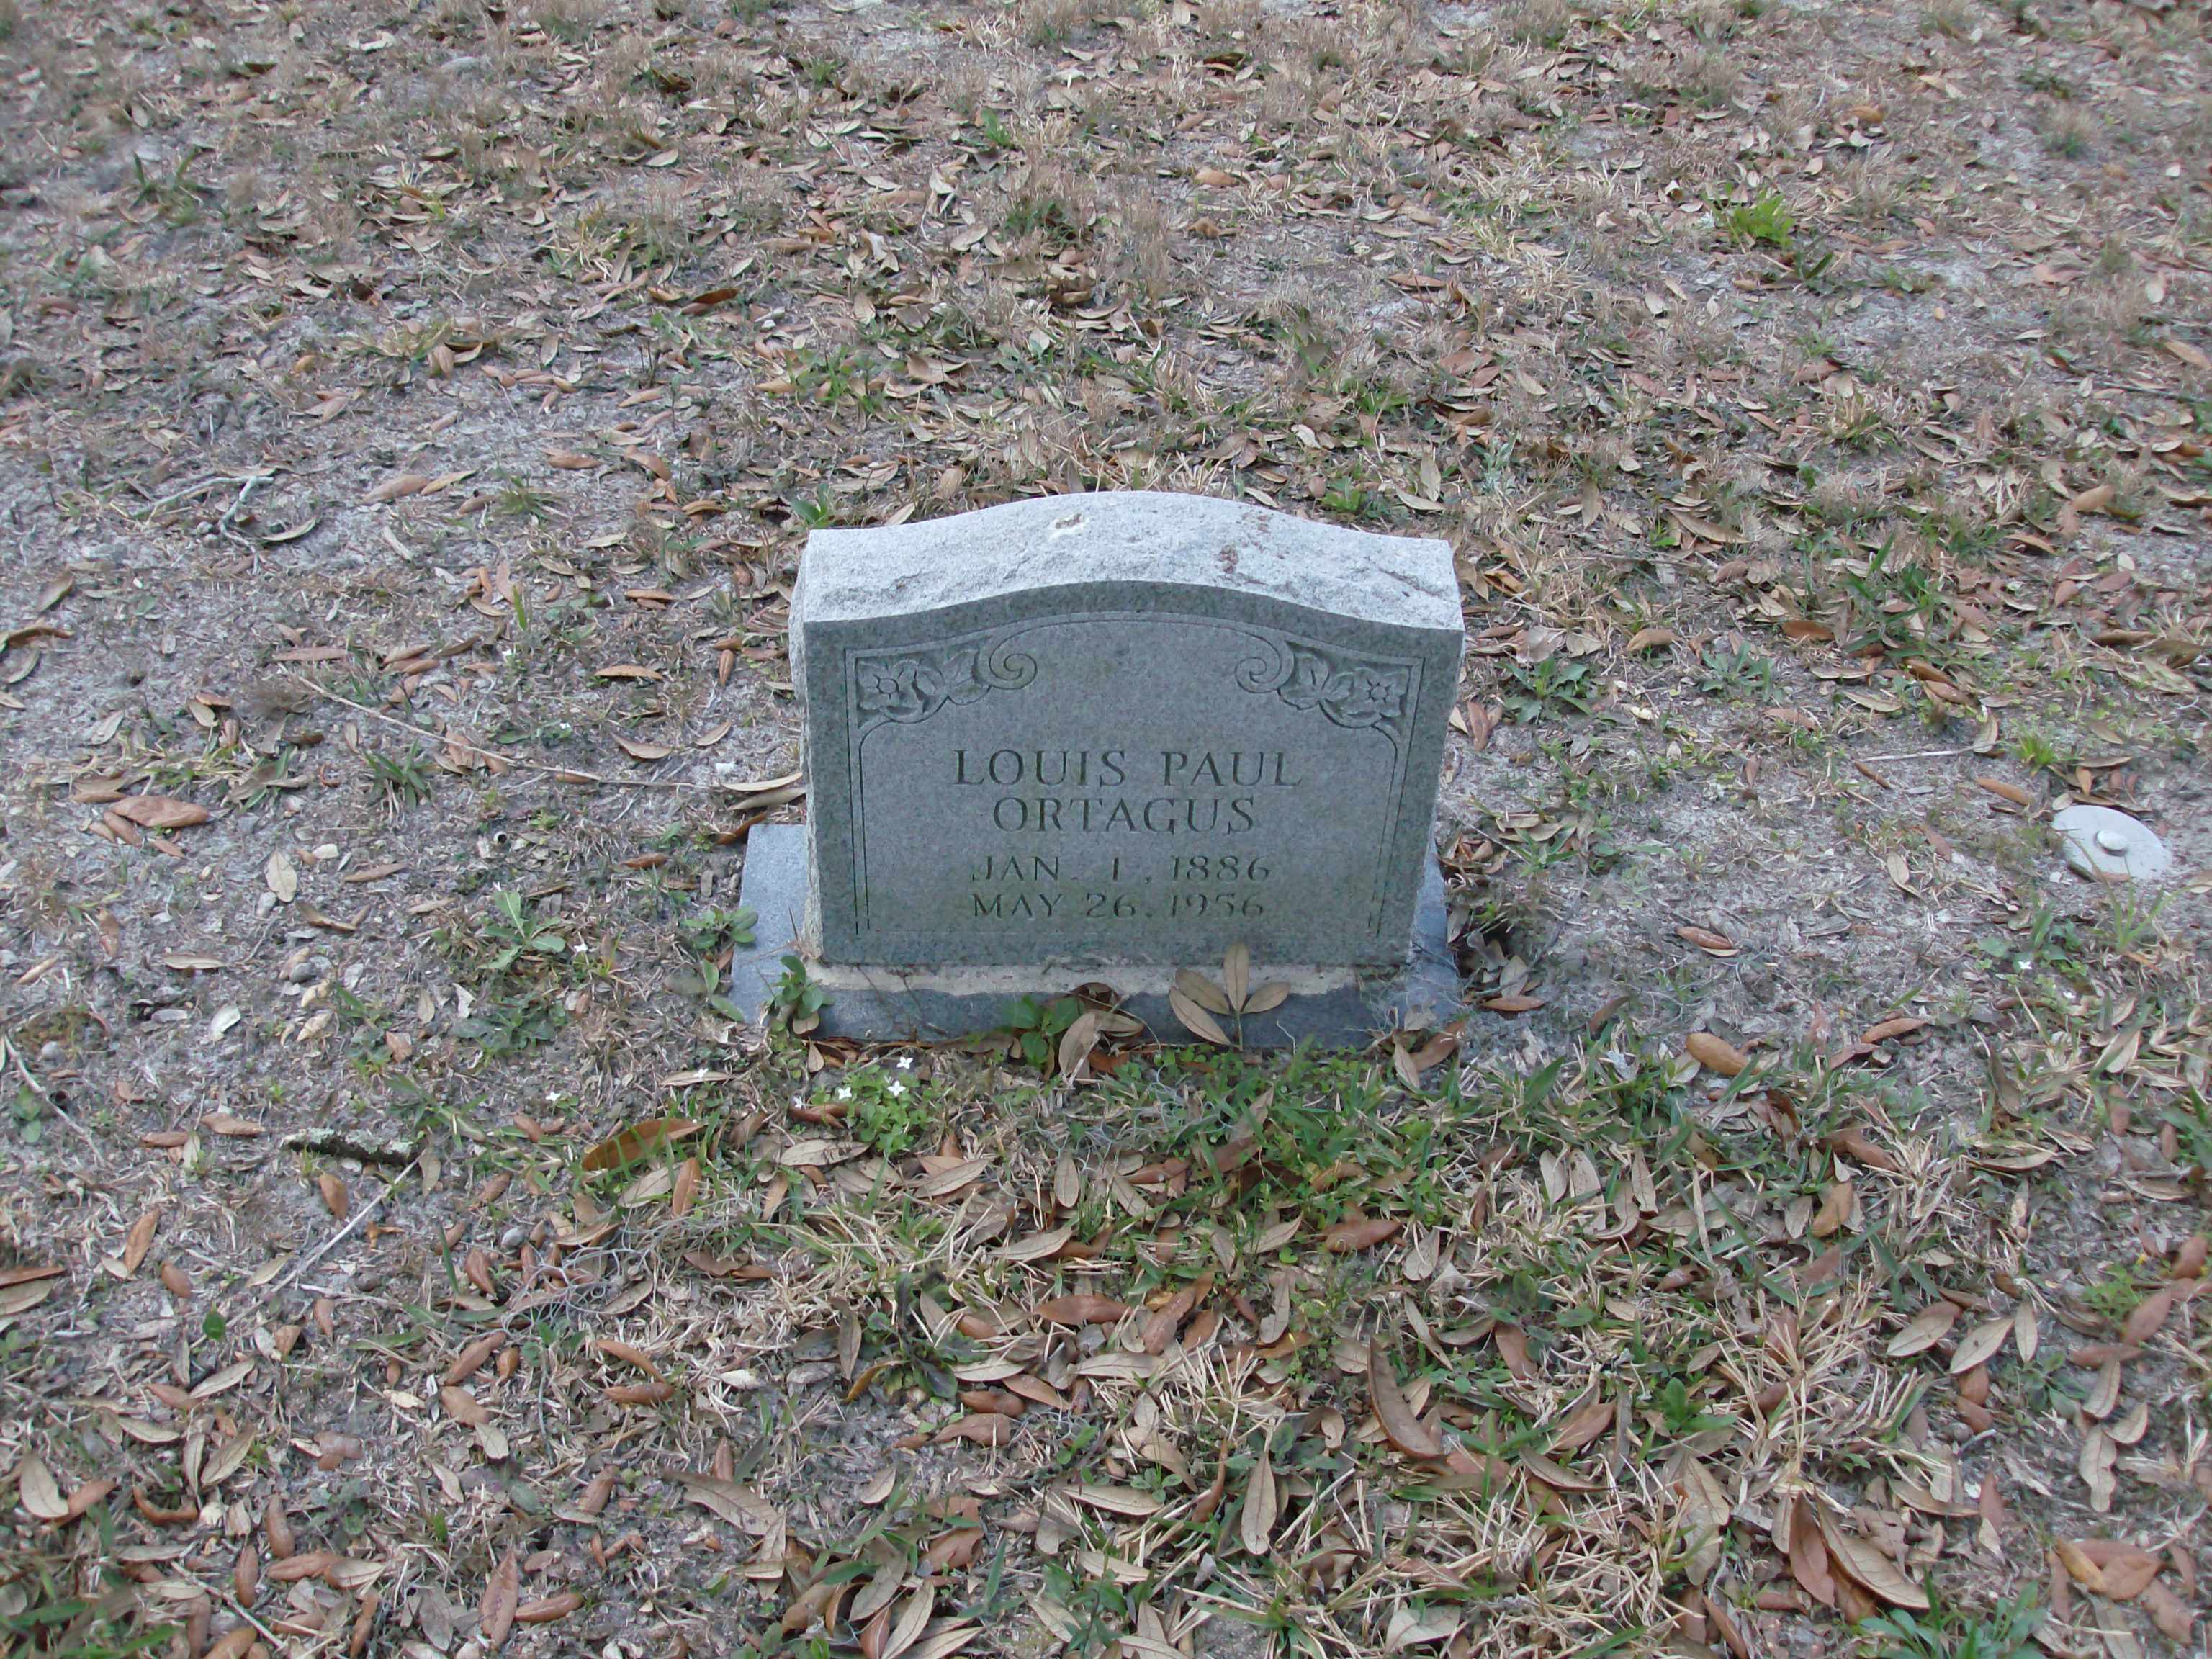 LOUIS PAUL
ORTAGUS
JAN. 1, 1886
MAY 26, 1956